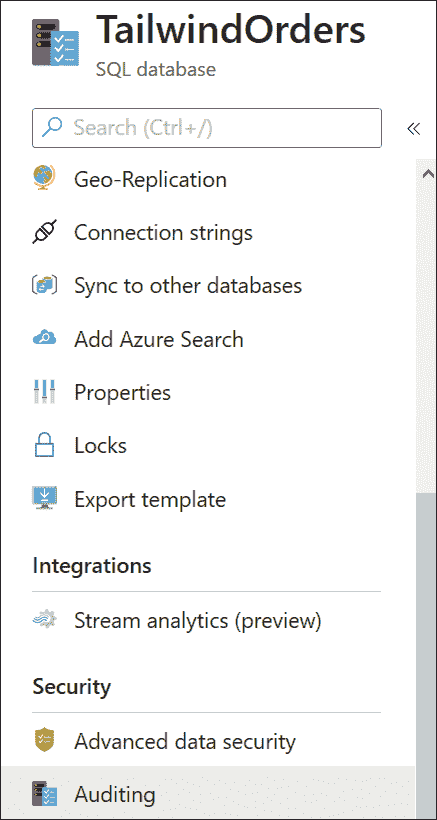 TailwindOrders
SQL database
Search (Ctrl+/)
Geo-Replication
Connection strings
Sync to other databases
Add Azure Search
Properties
Locks
Export template
Integrations
Stream analytics (preview)
Security
Advanced data security
Auditing